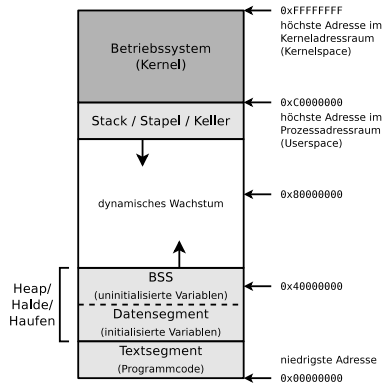 0xFFFFFFFF
höchste Adresse im
Kerneladressraum
(Kernelspace)
Betriebssystem
(Kernel)
0xC0000000
höchste Adresse im
Prozessadressraum
(Userspace)
Stack / Stapel / Keller
dynamisches Wachstum
0x80000000
Heap/
Halde/
Haufen
BSS
(uninitialisierte Variablen)
0x40000000
Datensegment
(initialisierte Variablen)
Textsegment
(Programmcode)
niedrigste Adresse
0x00000000